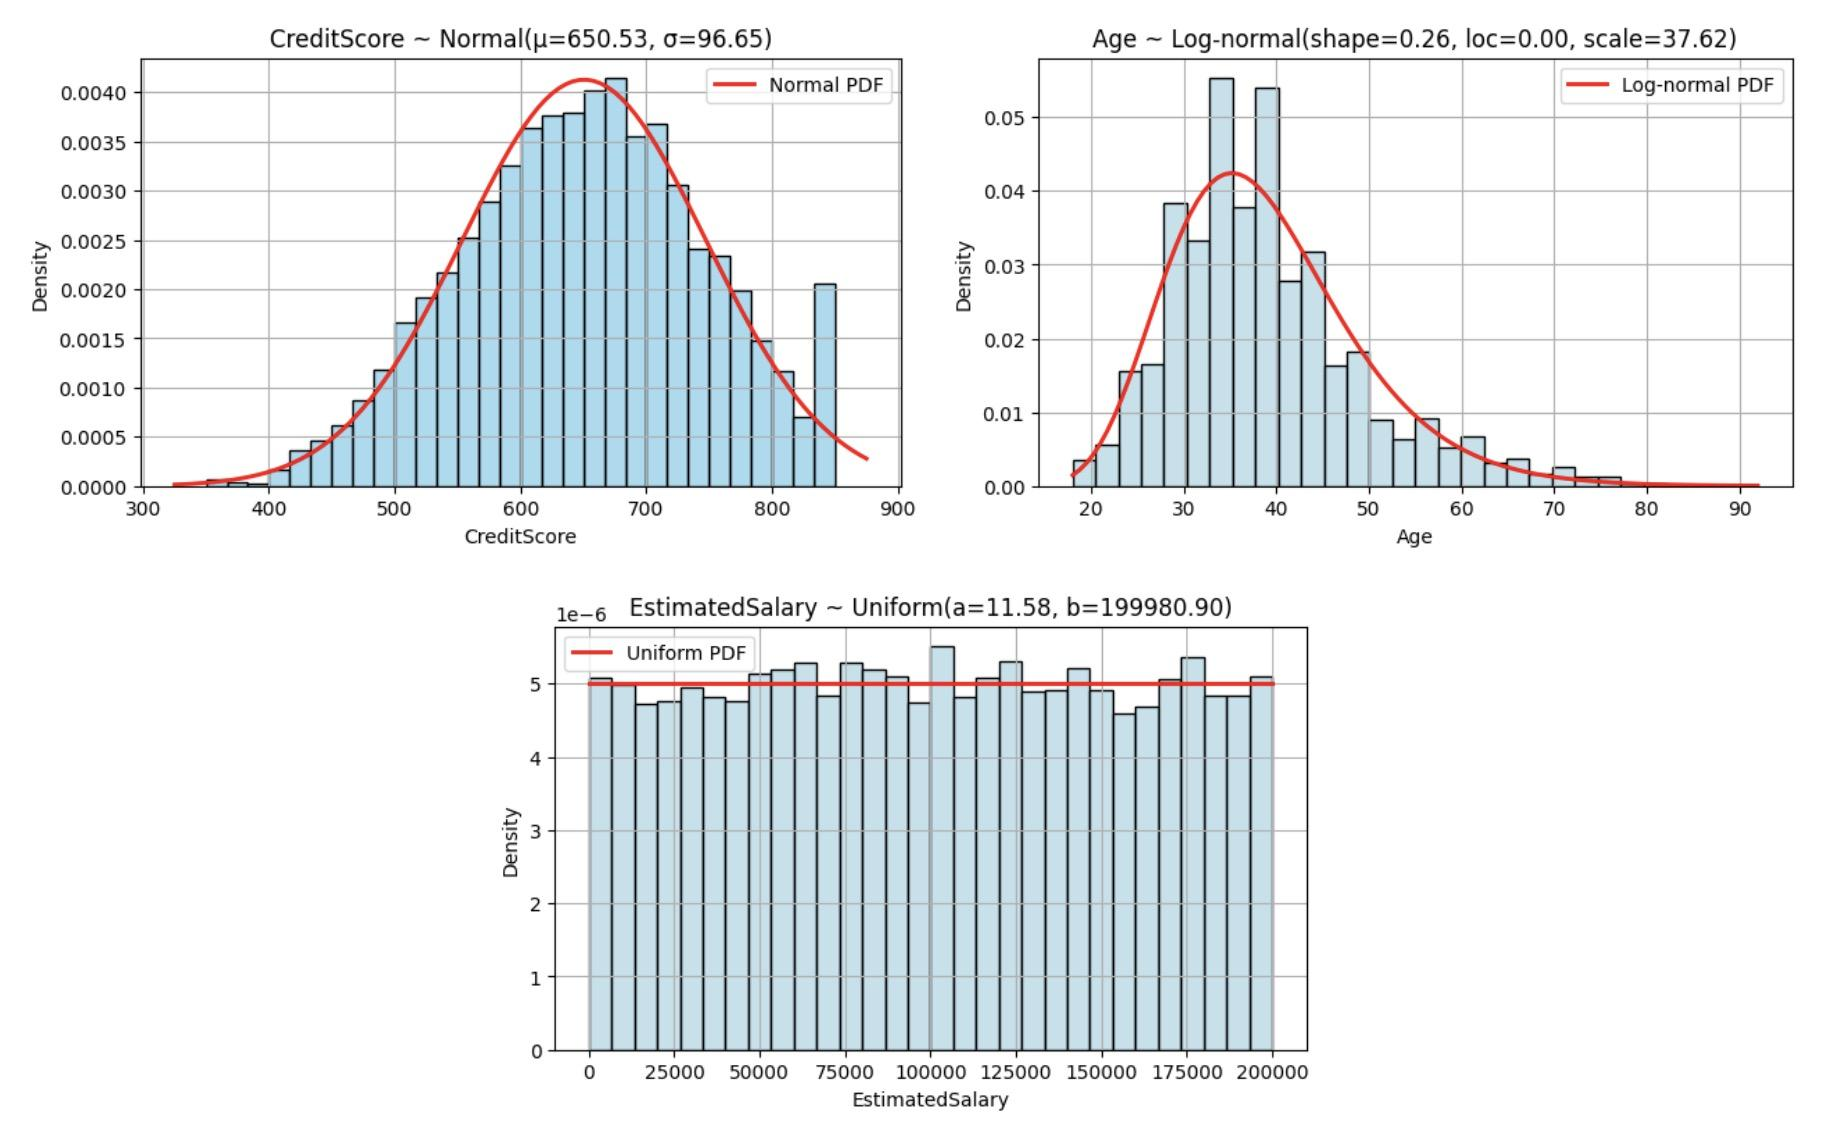 CreditScore ~ Normal(μ=650.53, σ=96.65)
Normal PDF
0.0040
0.0035
0.0030
0.0025
0.0020
0.0015
0.0010
0.0005
0.0000
Density
300 400 500 600 700 800 900
CreditScore
Age ~ Log-normal(shape=0.26, loc=0.00, scale=37.62)
Log-normal PDF
0.05
0.04
0.03
0.02
0.01
0.00
Density
20 30 40 50 60 70 80 90
Age
1e−6 EstimatedSalary ~ Uniform(a=11.58, b=199980.90)
Uniform PDF
5
4
3
2
1
0
Density
0 25000 50000 75000 100000 125000 150000 175000 200000
EstimatedSalary